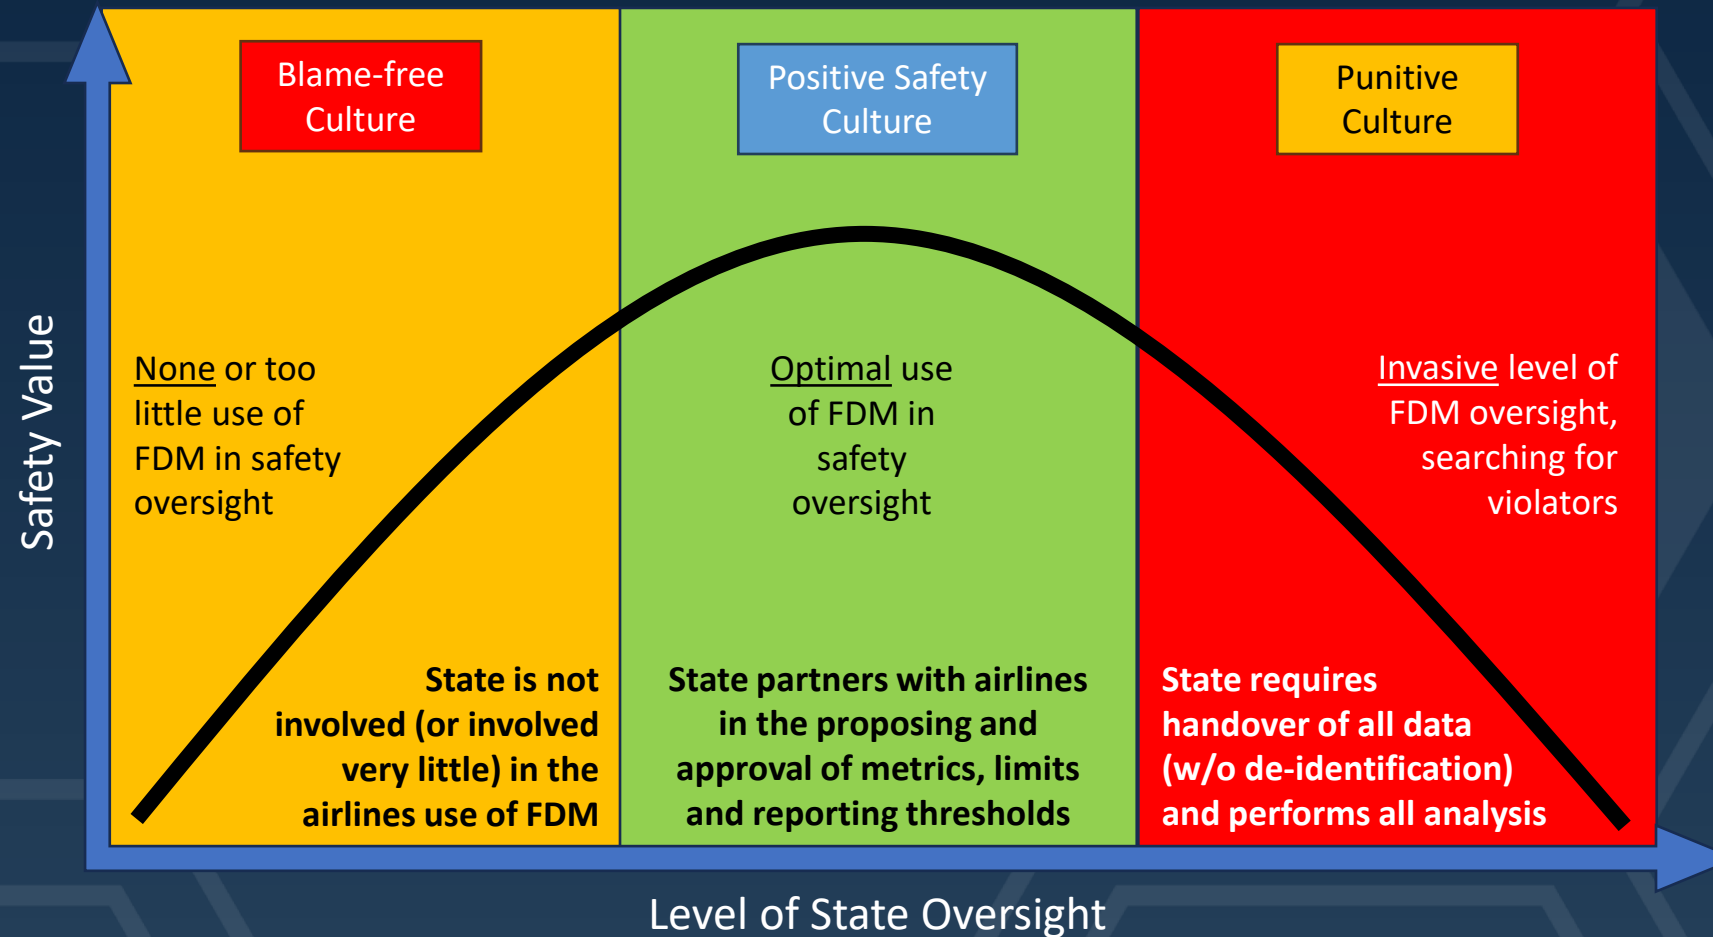 Blame-free
Culture
Positive Safety
Culture
Punitive
Culture
Safety Value
None or too
little use of
FDM in safety
oversight
Optimal use
of FDM in
safety
oversight
Invasive level of
FDM oversight,
searching for
violators
State is not
involved (or involved
very little) in the
airlines use of FDM
State partners with airlines
in the proposing and
approval of metrics, limits
and reporting thresholds
State requires
handover of all data
(w/o de-identification)
and performs all analysis
Level of State Oversight